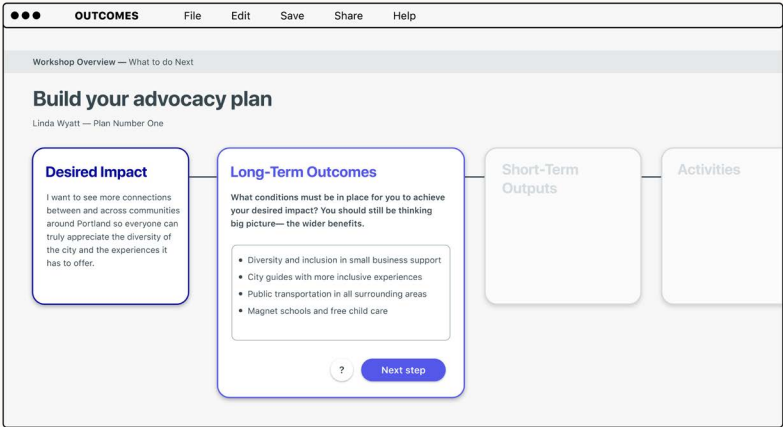 OUTCOMES File Edit Save Share Help
Workshop Overview — What to do Next
Build your advocacy plan
Linda Wyatt — Plan Number One
Desired Impact
I want to see more connections
between and across communities
around Portland so everyone can
truly appreciate the diversity of
the city and the experiences it
has to offer.
Long-Term Outcomes
What conditions must be in place for you to achieve
your desired impact? You should still be thinking
big picture— the wider benefits.
• Diversity and inclusion in small business support
• City guides with more inclusive experiences
• Public transportation in all surrounding areas
• Magnet schools and free child care
? Next step
Short-Term
Outputs
Activities